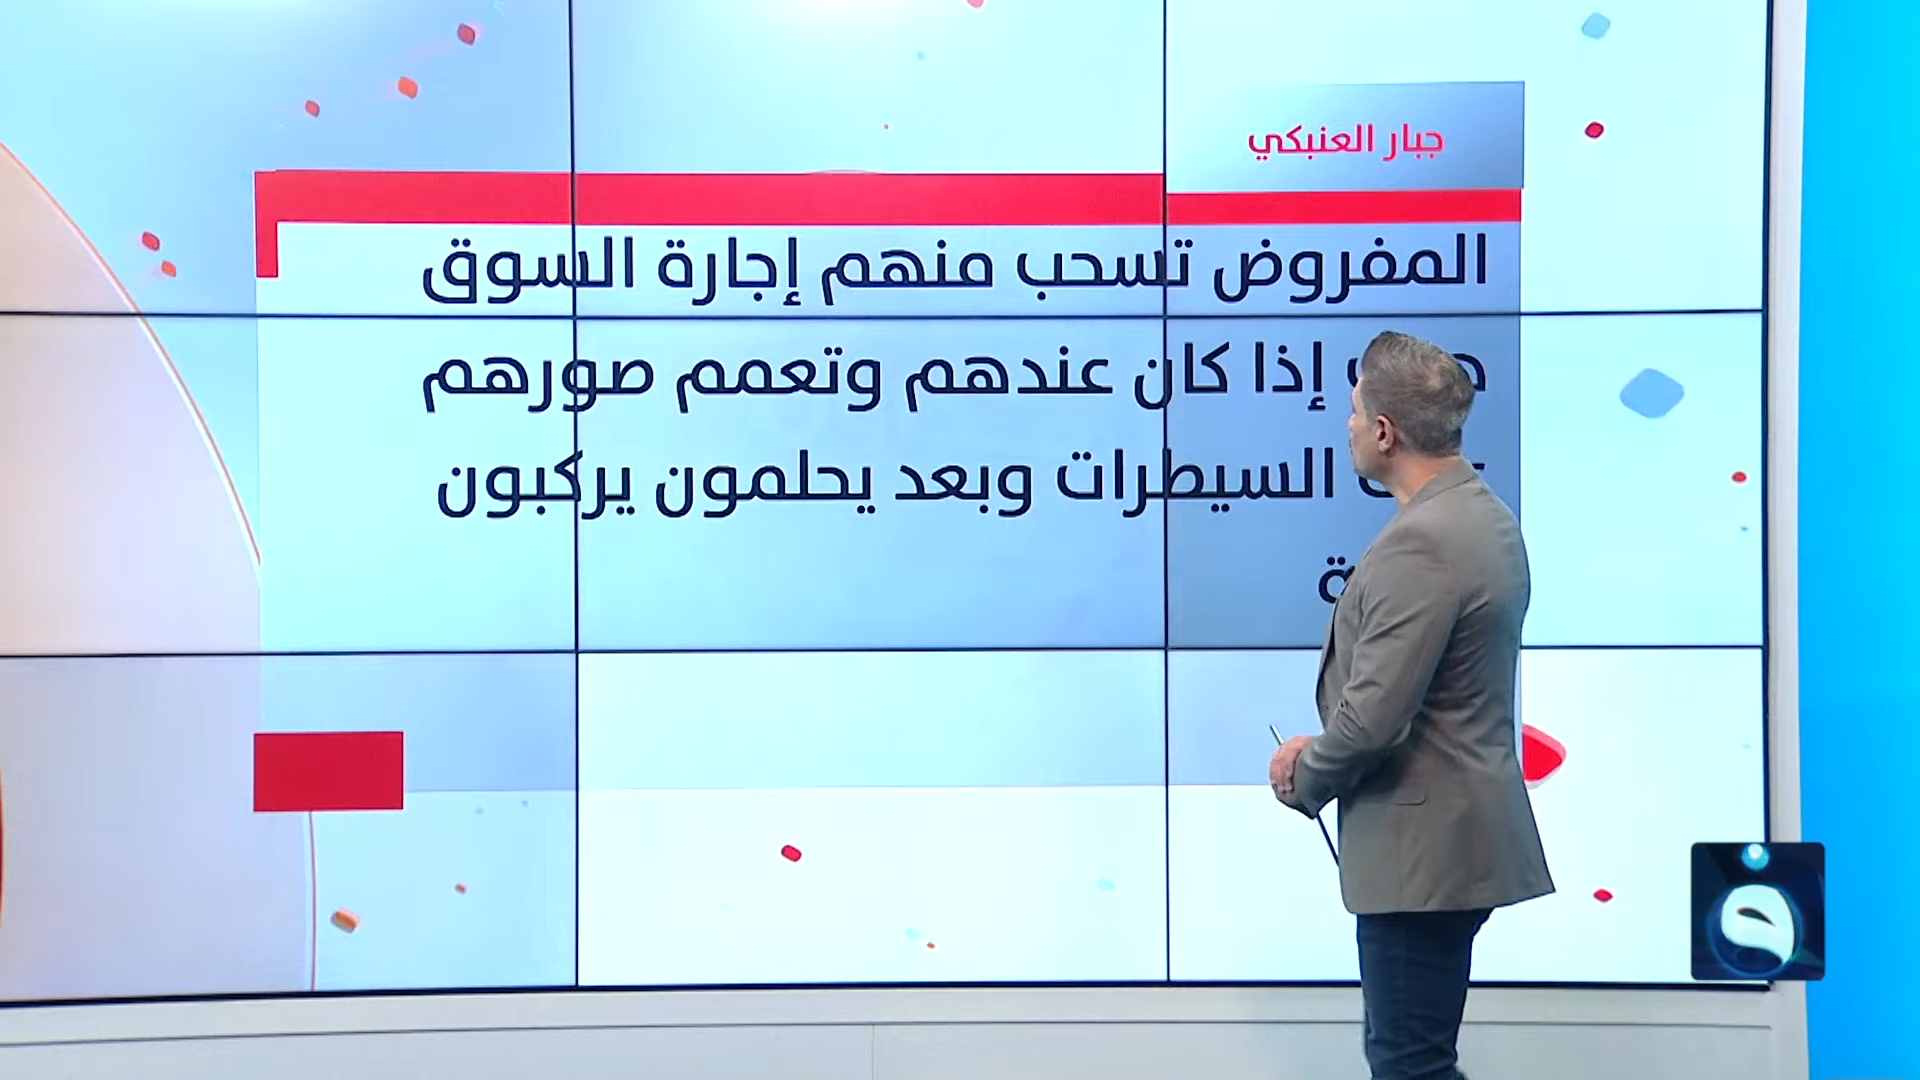 جبار العنبكي
المفروض تسحب منهم إجارة السوق
إذا كان عندهم وتعمم صورهم
السيطرات وبعد يحلمون يركبون